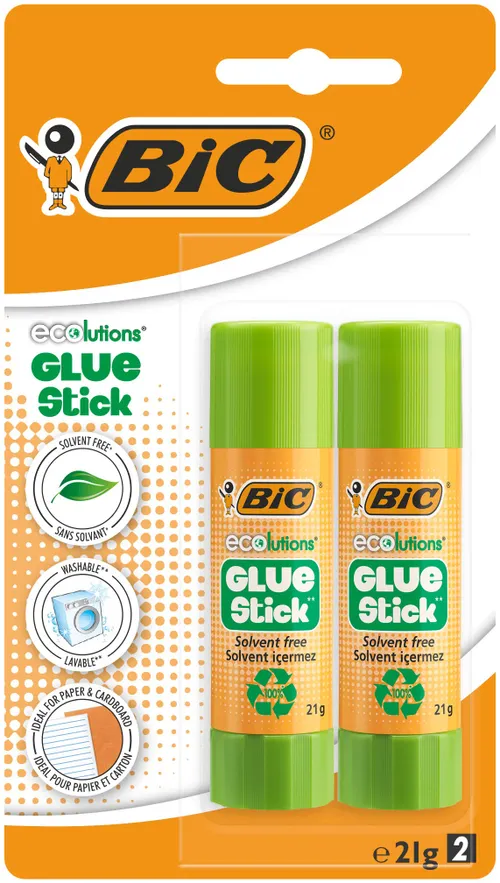 BiC®
ecolutions®
GLUE
Stick
SOLVENT FREE*
SANS SOLVANT*
WASHABLE**
LAVABLE**
IDEAL FOR PAPER & CARDBOARD
IDEAL POUR PAPIER ET CARTON
BiC®
ecolutions®
GLUE
Stick**
Solvent free
Solvent içermez
100%
21g
BiC®
ecolutions®
GLUE
Stick**
Solvent free
Solvent içermez
100%
21g
℮21g 2